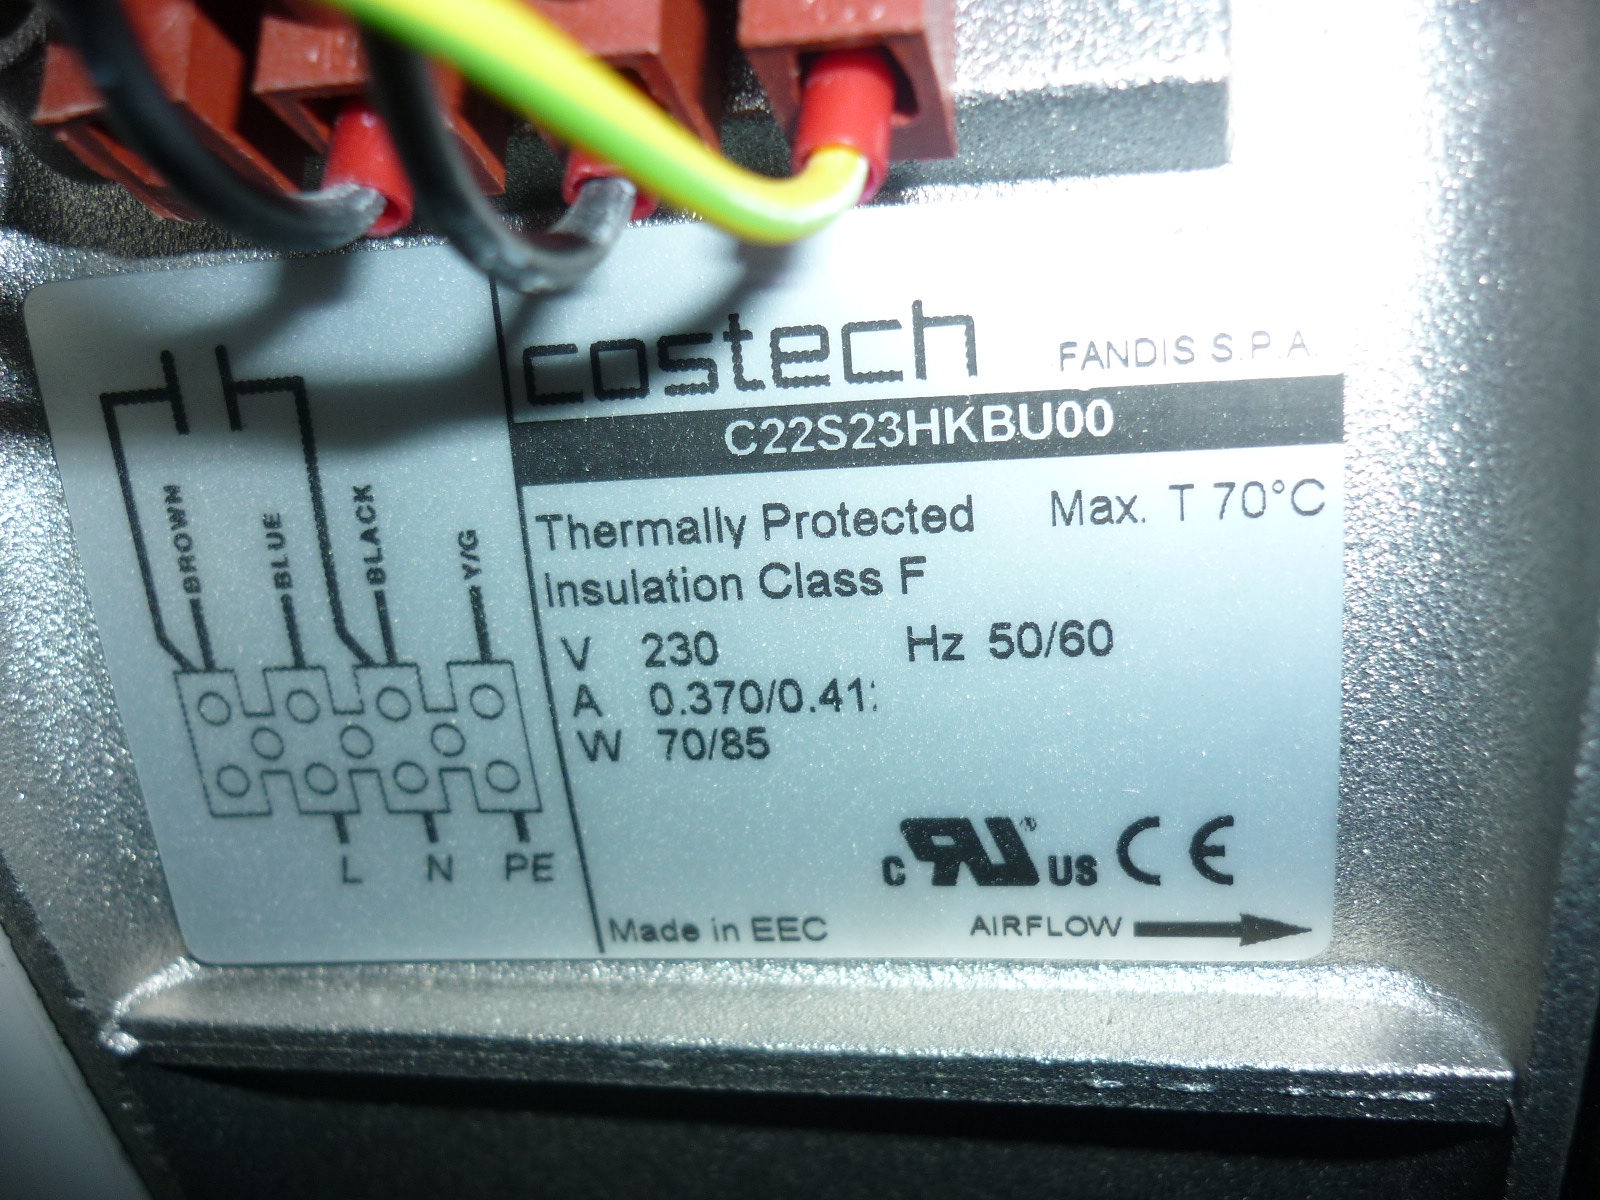 costech
FANDIS S.P.A.
C22S23HKBU00
Thermally Protected Max. T 70°C
Insulation Class F
V 230 Hz 50/60
A
W 70/85
c RU ® US CE
Made in EEC AIRFLOW
BROWN
BLUE
BLACK
Y/G
L N PE